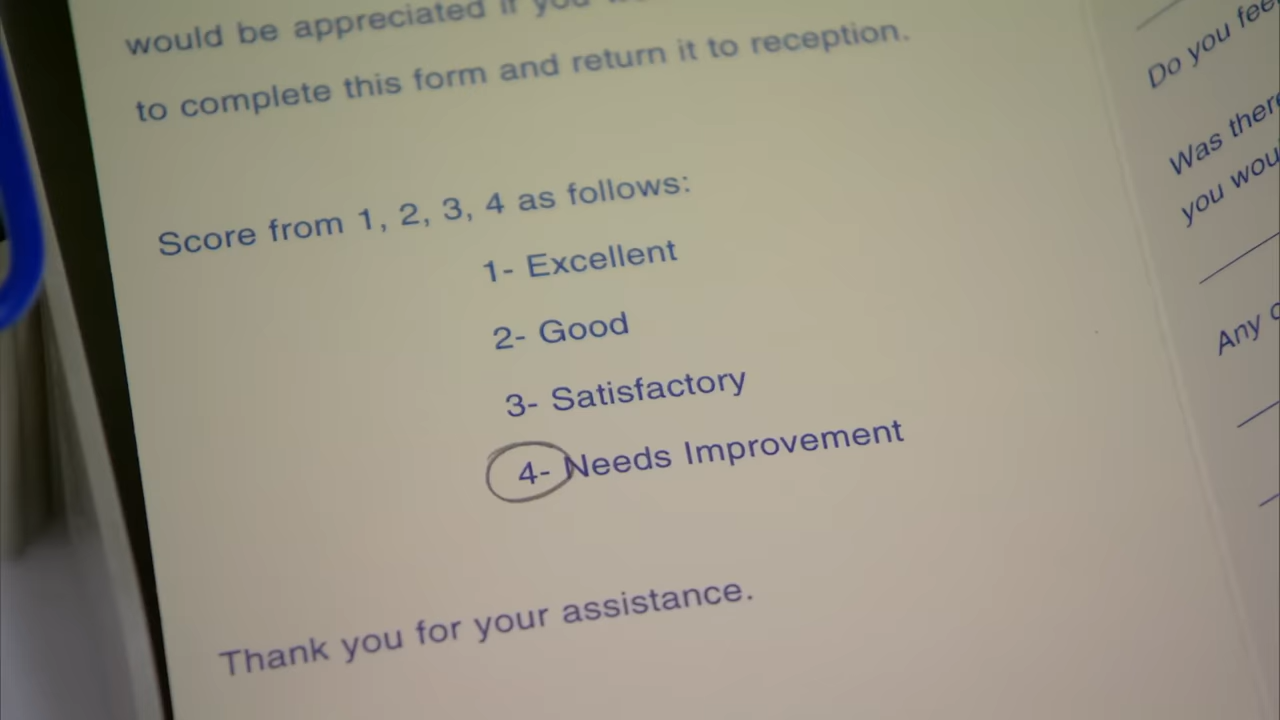 would be appreciated if you
to complete this form and return it to reception.
Score from 1, 2, 3, 4 as follows:
1- Excellent
2- Good
3- Satisfactory
4- Needs Improvement
Thank you for your assistance.
Do you feel
Was there
you would
Any